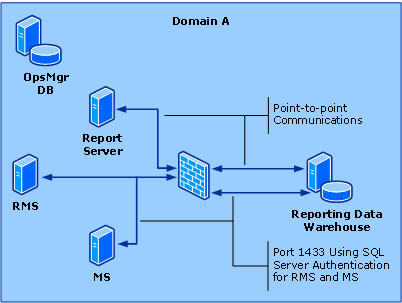 Domain A
OpsMgr
DB
Report
Server
Point-to-point
Communications
RMS
Reporting Data
Warehouse
MS
Port 1433 Using SQL
Server Authentication
for RMS and MS